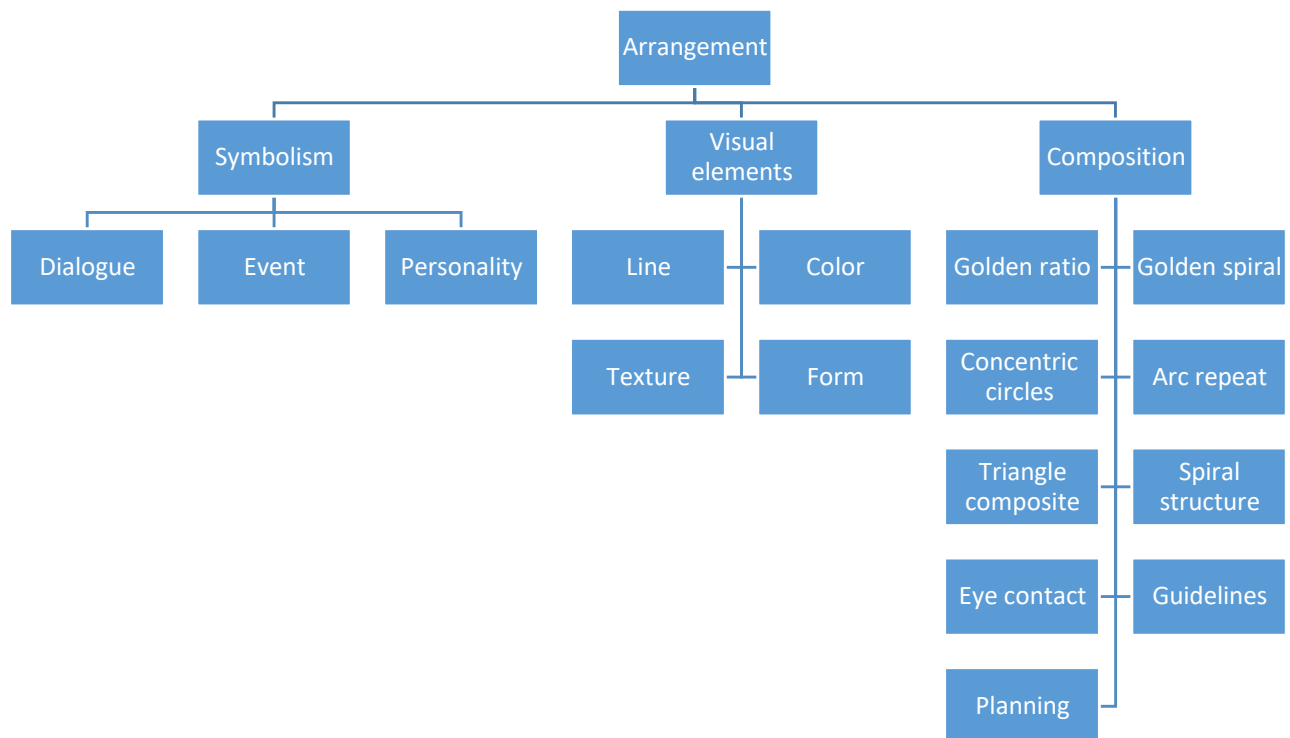 Arrangement
Symbolism
Visual
elements
Composition
Dialogue
Event
Personality
Line
Color
Golden ratio
Golden spiral
Texture
Form
Concentric
circles
Arc repeat
Triangle
composite
Spiral
structure
Eye contact
Guidelines
Planning